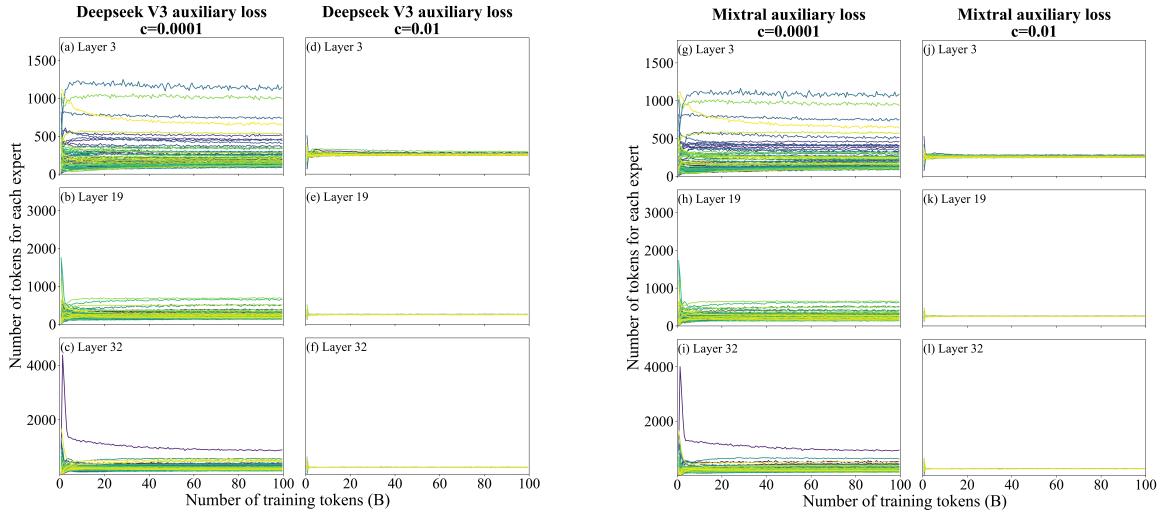 Deepseek V3 auxiliary loss
c=0.0001
Deepseek V3 auxiliary loss
c=0.01
Number of tokens for each expert
(a) Layer 3
1500
1000
500
0
(d) Layer 3
(b) Layer 19
3000
2000
1000
0
(e) Layer 19
(c) Layer 32
4000
2000
(f) Layer 32
0
20
40
60
80
100
0
20
40
60
80
100
Number of training tokens (B)
Mixtral auxiliary loss
c=0.0001
Mixtral auxiliary loss
c=0.01
Number of tokens for each expert
(g) Layer 3
1500
1000
500
0
(j) Layer 3
(h) Layer 19
3000
2000
1000
0
(k) Layer 19
(i) Layer 32
4000
2000
(l) Layer 32
0
20
40
60
80
100
0
20
40
60
80
100
Number of training tokens (B)